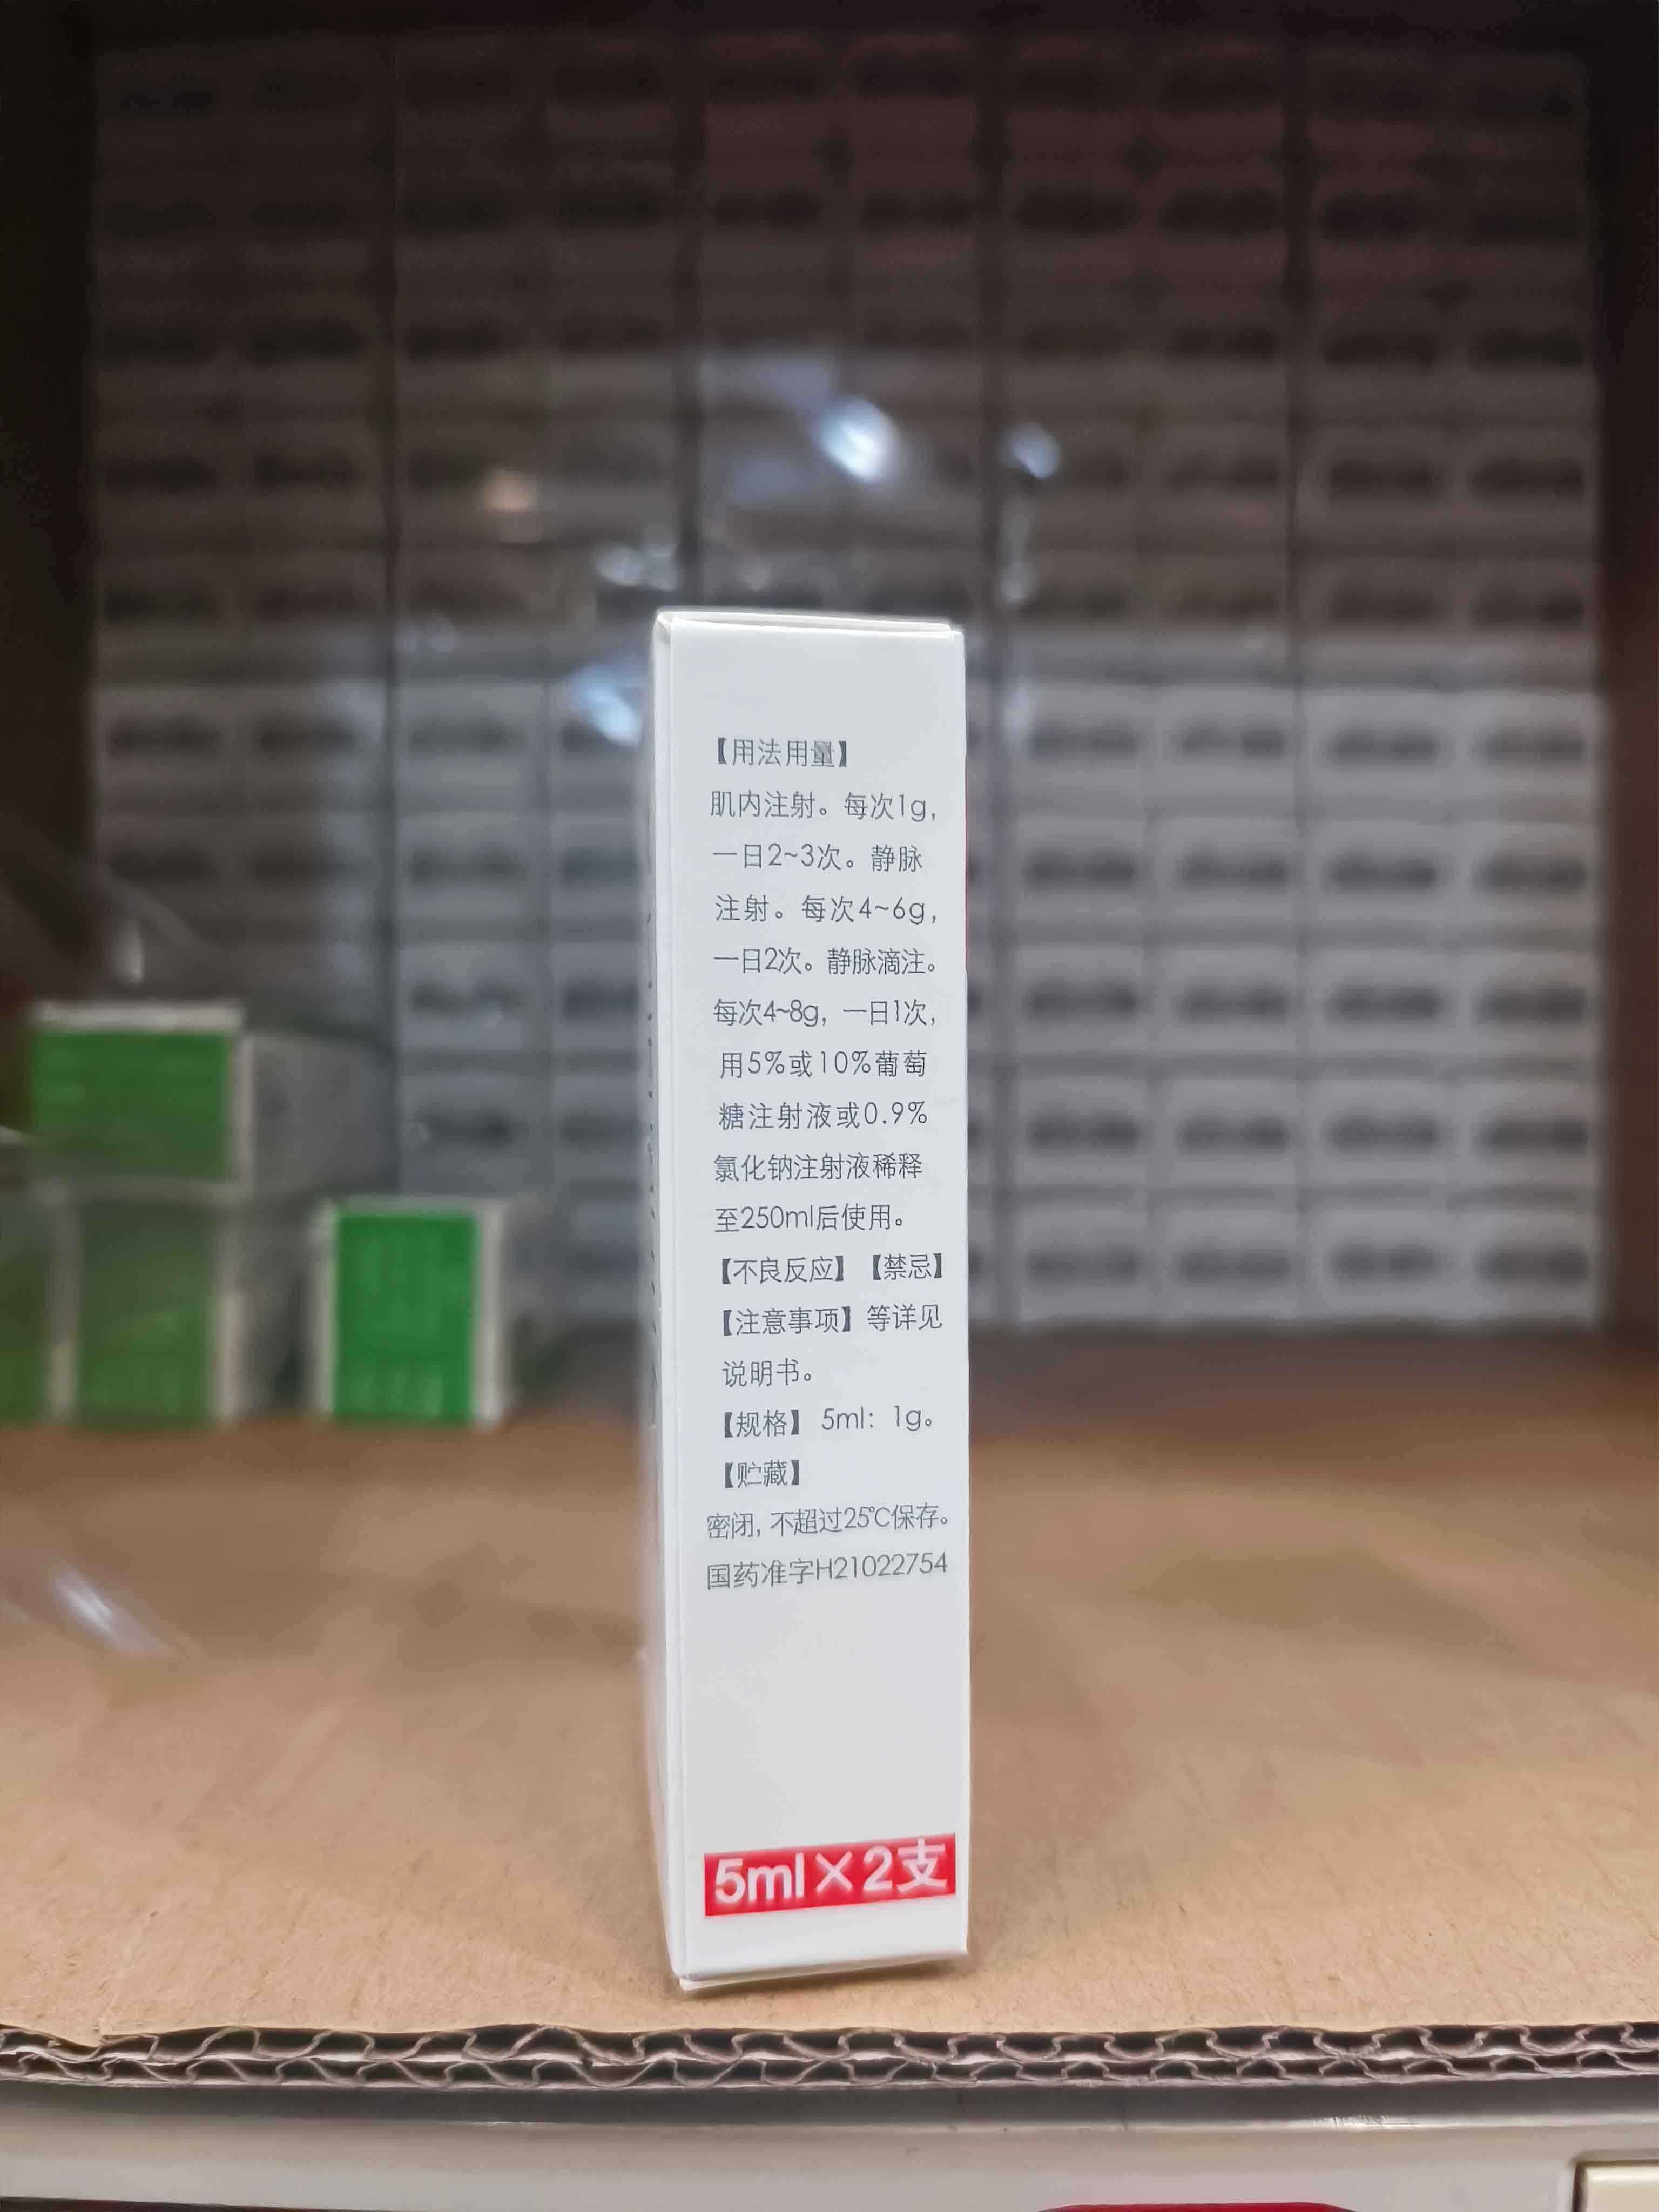 【用法用量】
肌内注射。每次1g,
一日2~3次。静脉
注射。每次4~6g,
一日2次。静脉滴注。
每次4~8g, 一日1次,
用5%或10%葡萄
糖注射液或0.9%
氯化钠注射液稀释
至250ml后使用。
【不良反应】【禁忌】
【注意事项】等详见
说明书。
【规格】 5ml：1g。
【贮藏】
密闭, 不超过25℃保存。
国药准字H21022754
5ml×2支